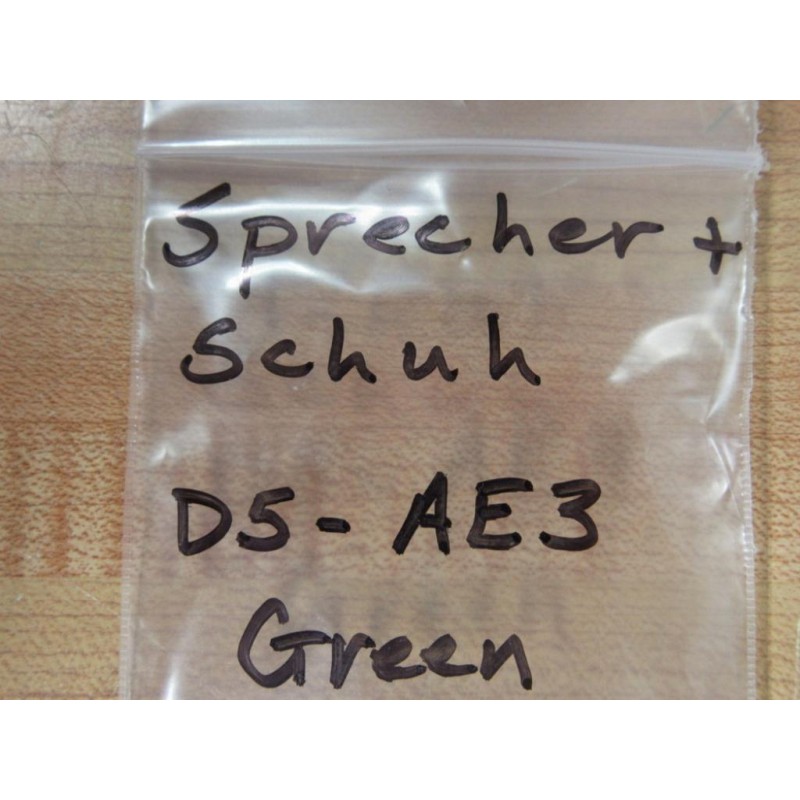 Sprecher +
Schuh
D5-AE3
Green